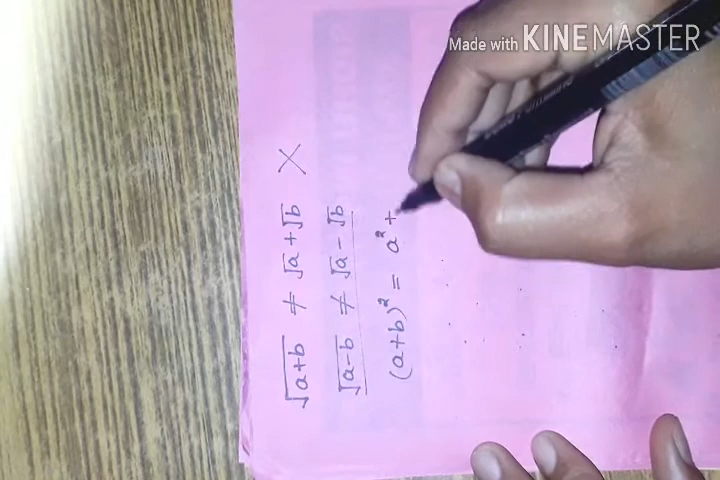 Made with KINEMASTER
√a+b ≠ √a + √b ×
√a-b ≠ √a - √b
(a+b)² = a² +